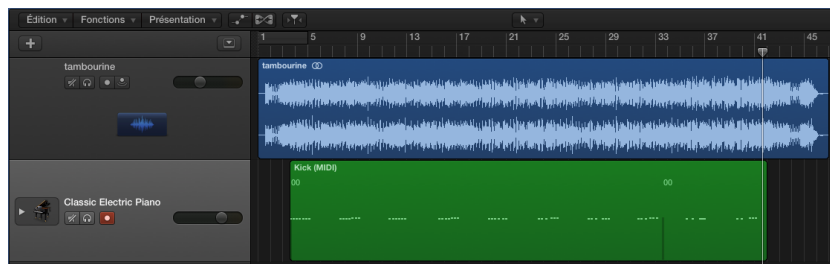 Édition Fonctions Présentation
1 5 9 13 17 21 25 29 33 37 41 45
tambourine
tambourine
Kick (MIDI)
00 00
Classic Electric Piano